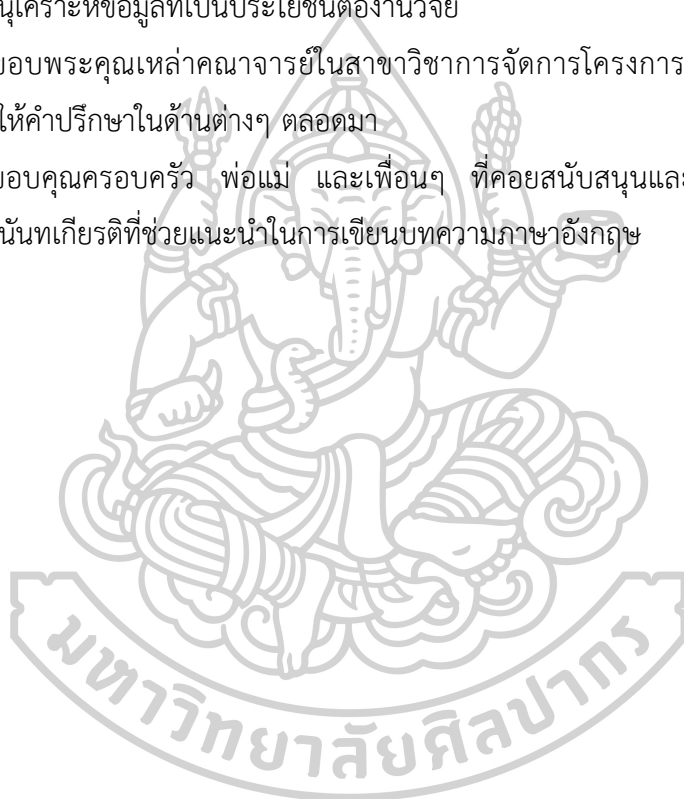 นุเคราะห์ข้อมูลที่เป็นประโยชน์ต่องานวิจัย
ขอบพระคุณเหล่าคณาจารย์ในสาขาวิชาการจัดการโครงการ
ให้คำปรึกษาในด้านต่างๆ ตลอดมา
ขอบคุณครอบครัว พ่อแม่ และเพื่อนๆ ที่คอยสนับสนุนและ
นันทเกียรติที่ช่วยแนะนำในการเขียนบทความภาษาอังกฤษ
มหาวิทยาลัยศิลปากร